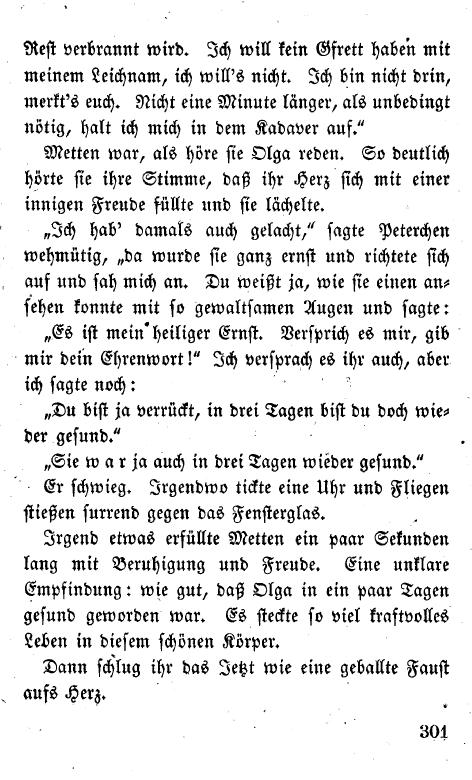 Rest verbrannt wird. Ich will kein Gfrett haben mit
meinem Leichnam, ich will's nicht. Ich bin nicht drin,
merkt's euch. Nicht eine Minute länger, als unbedingt
nötig, halt ich mich in dem Kadaver auf.“
Metten war, als höre sie Olga reden. So deutlich
hörte sie ihre Stimme, daß ihr Herz sich mit einer
innigen Freude füllte und sie lächelte.
„Ich hab' damals auch gelacht,“ sagte Peterchen
wehmütig, „da wurde sie ganz ernst und richtete sich
auf und sah mich an. Du weißt ja, wie sie einen an-
sehen konnte mit so gewaltsamen Augen und sagte:
„Es ist mein heiliger Ernst. Versprich es mir, gib
mir dein Ehrenwort!“ Ich versprach es ihr auch, aber
ich sagte noch:
„Du bist ja verrückt, in drei Tagen bist du doch wie-
der gesund.“
„Sie w a r ja auch in drei Tagen wieder gesund.“
Er schwieg. Irgendwo tickte eine Uhr und Fliegen
stießen surrend gegen das Fensterglas.
Irgend etwas erfüllte Metten ein paar Sekunden
lang mit Beruhigung und Freude. Eine unklare
Empfindung: wie gut, daß Olga in ein paar Tagen
gesund geworden war. Es steckte so viel kraftvolles
Leben in diesem schönen Körper.
Dann schlug ihr das Jetzt wie eine geballte Faust
aufs Herz.
301